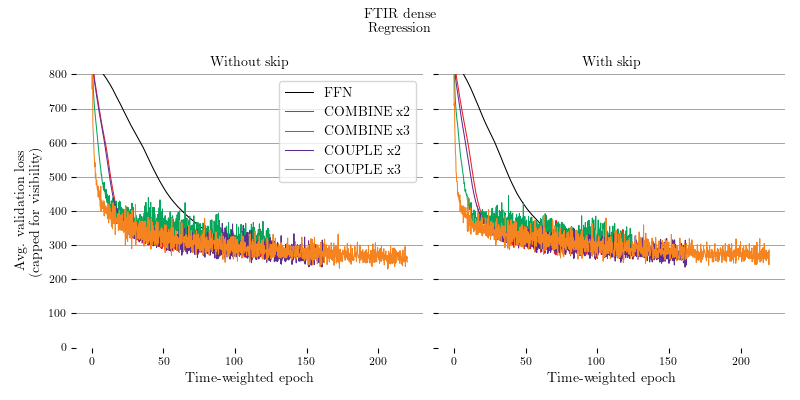 FTIR dense
Regression
Without skip
With skip
Avg. validation loss
(capped for visibility)
800
700
600
500
400
300
200
100
0
FFN
COMBINE x2
COMBINE x3
COUPLE x2
COUPLE x3
0 50 100 150 200
0 50 100 150 200
Time-weighted epoch
Time-weighted epoch